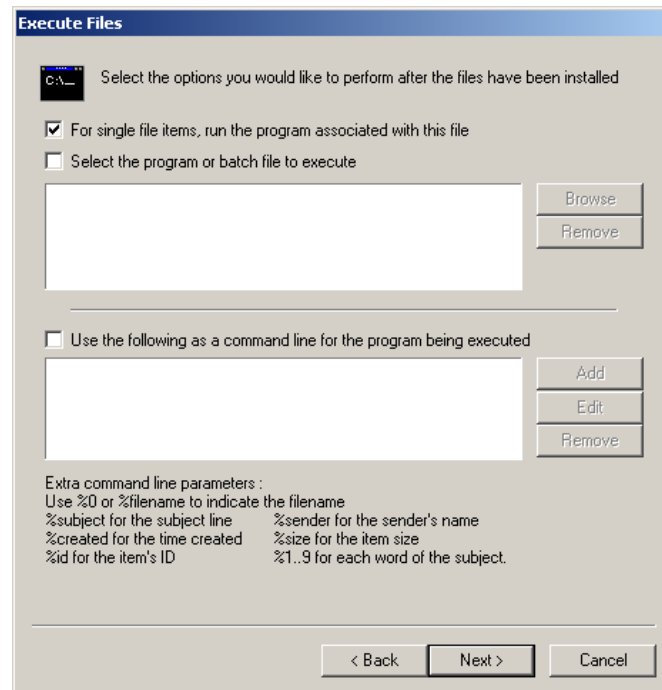 Execute Files
C:\_
Select the options you would like to perform after the files have been installed
For single file items, run the program associated with this file
Select the program or batch file to execute
Browse
Remove
Use the following as a command line for the program being executed
Add
Edit
Remove
Extra command line parameters :
Use %0 or %filename to indicate the filename
%subject for the subject line %sender for the sender's name
%created for the time created %size for the item size
%id for the item's ID %1..9 for each word of the subject.
< Back Next > Cancel